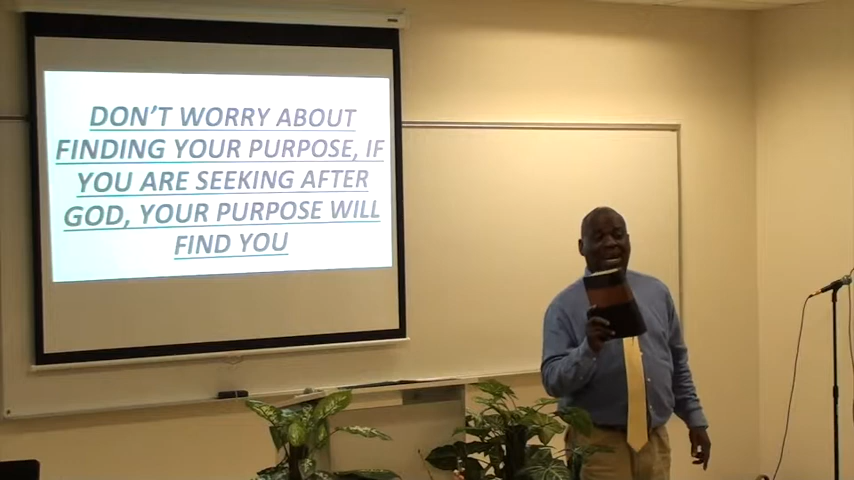 DON'T WORRY ABOUT
FINDING YOUR PURPOSE, IF
YOU ARE SEEKING AFTER
GOD, YOUR PURPOSE WILL
FIND YOU